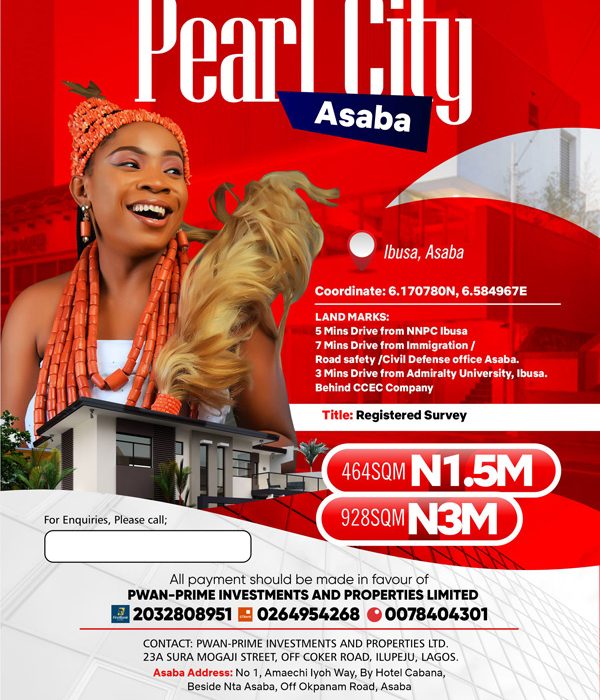 Pearl City
Asaba
Ibusa, Asaba
Coordinate: 6.170780N, 6.584967E
LAND MARKS:
5 Mins Drive from NNPC Ibusa
7 Mins Drive from Immigration /
Road safety /Civil Defense office Asaba.
3 Mins Drive from Admiralty University, Ibusa.
Behind CCEC Company
Title: Registered Survey
464SQM N1.5M
928SQM N3M
For Enquiries, Please call;
All payment should be made in favour of
PWAN-PRIME INVESTMENTS AND PROPERTIES LIMITED
2032808951 0264954268 0078404301
CONTACT: PWAN-PRIME INVESTMENTS AND PROPERTIES LTD.
23A SURA MOGAJI STREET, OFF COKER ROAD, ILUPEJU, LAGOS.
Asaba Address: No 1, Amaechi Iyoh Way, By Hotel Cabana,
Beside Nta Asaba, Off Okpanam Road, Asaba